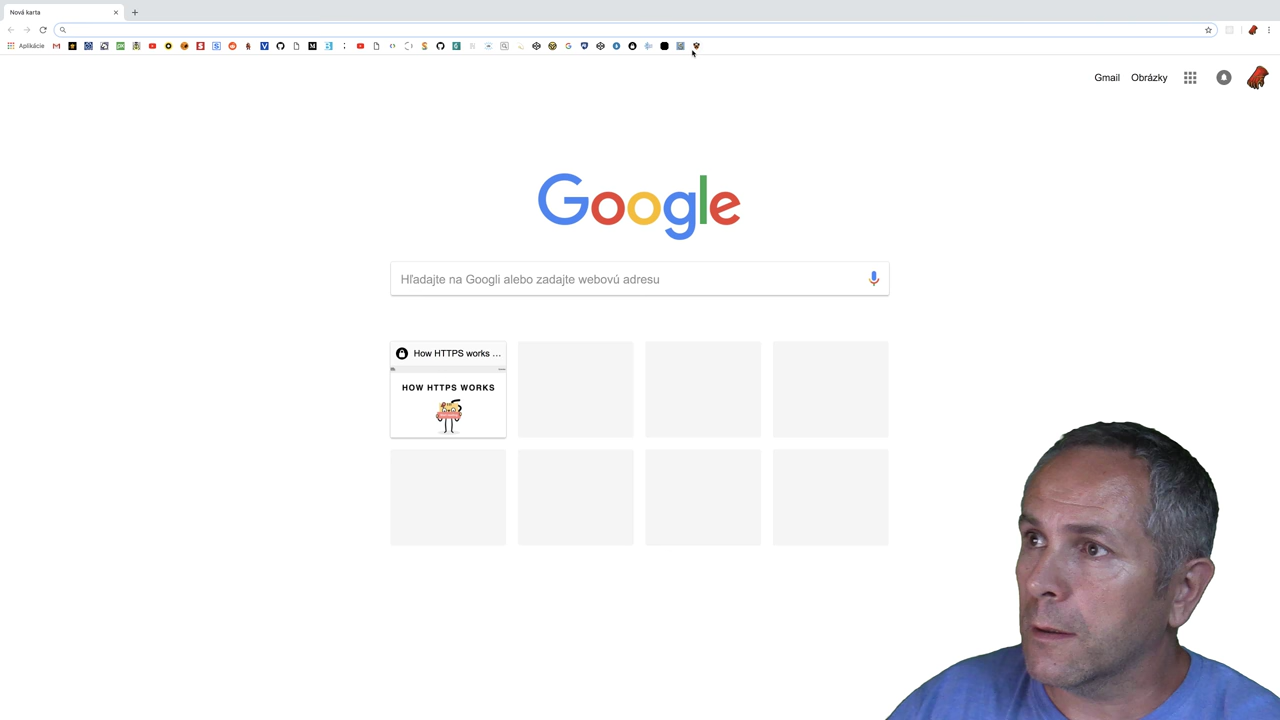 Nová karta
Aplikácie
Gmail Obrázky
Google
Hľadajte na Googli alebo zadajte webovú adresu
How HTTPS works ...
HOW HTTPS WORKS